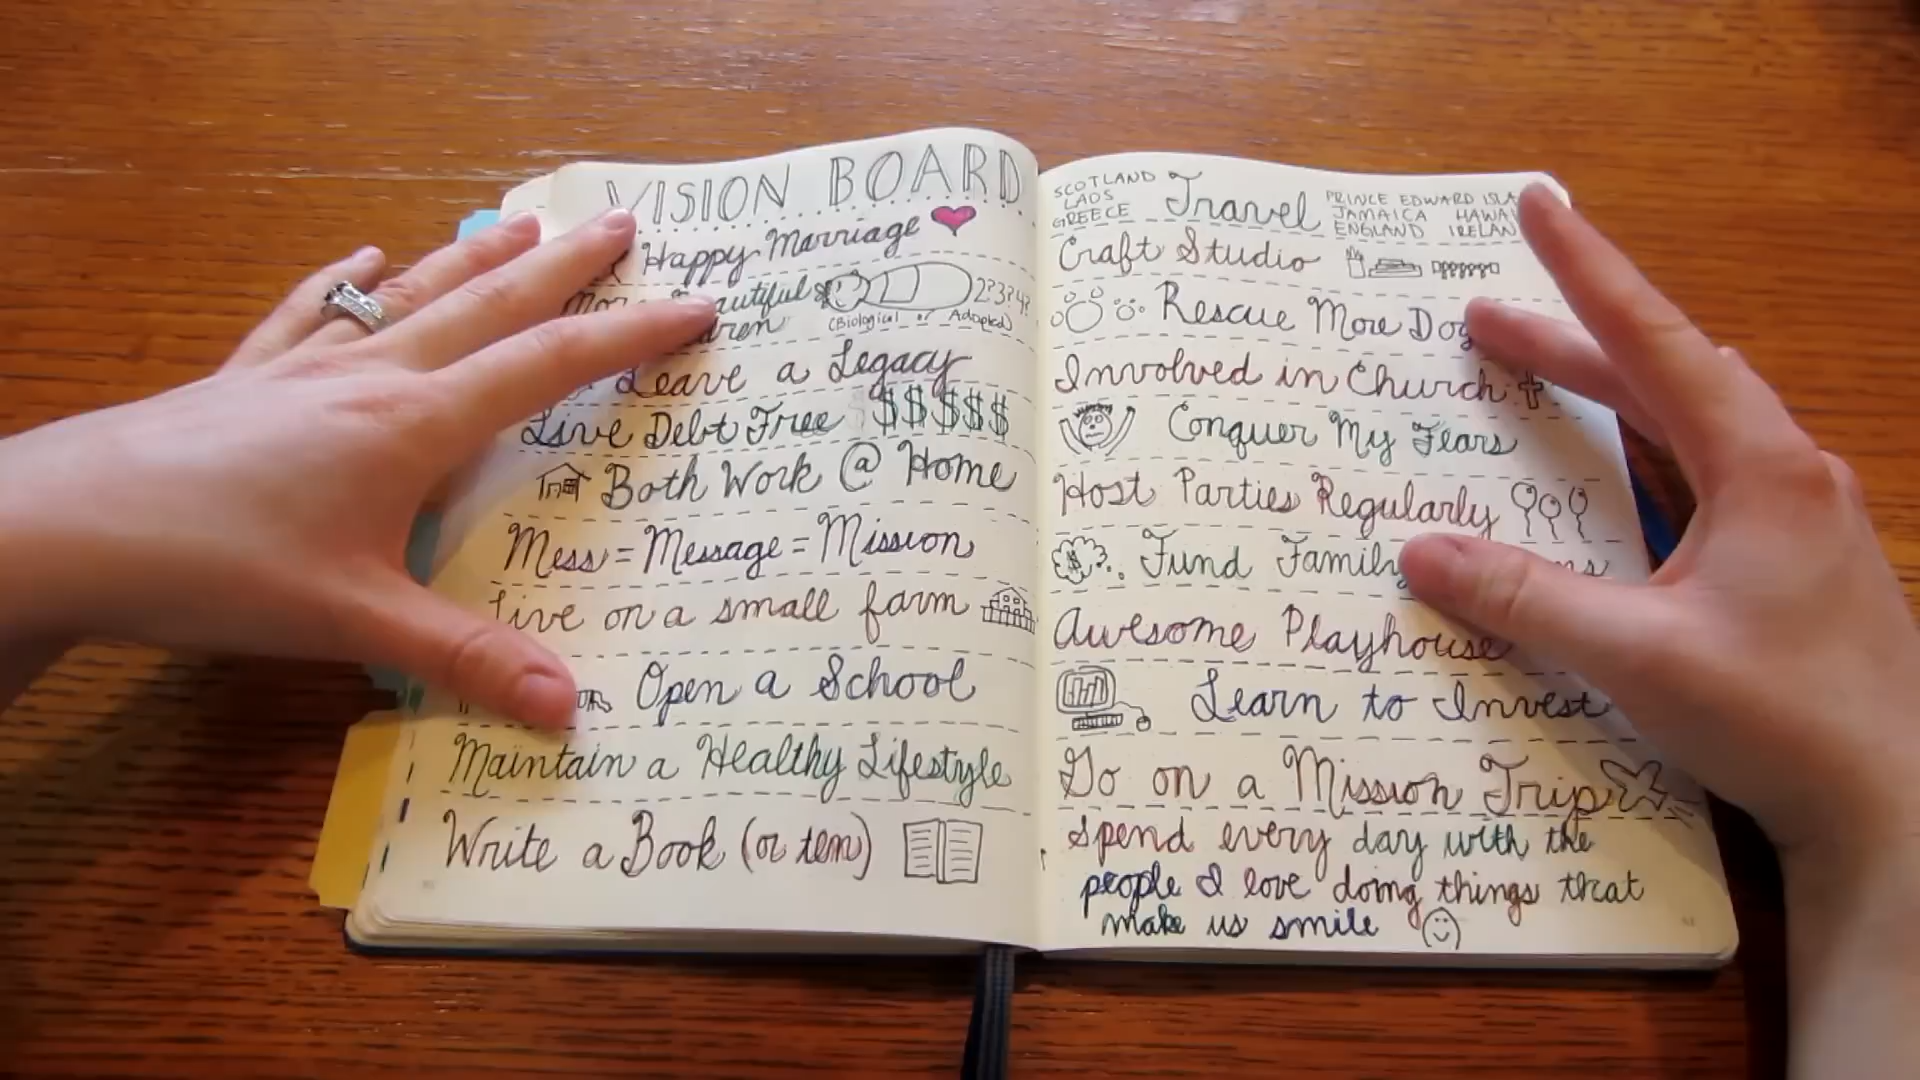 VISION BOARD
Happy Marriage
Beautiful 2?3?4?
(Biological or Adopted)
Leave a Legacy
Live Debt Free $$$$$
Both Work @ Home
Mess = Message = Mission
Live on a small farm
Open a School
Maintain a Healthy Lifestyle
Write a Book (or ten)
SCOTLAND
LAOS
GREECE
Travel
PRINCE EDWARD
JAMAICA
ENGLAND
Craft Studio
Rescue More
Involved in Church
Conquer My Fears
Host Parties Regularly
$
Fund Family
Awesome Playhouse
Learn to Invest
Go on a Mission Trip
Spend every day with the
people I love doing things that
make us smile